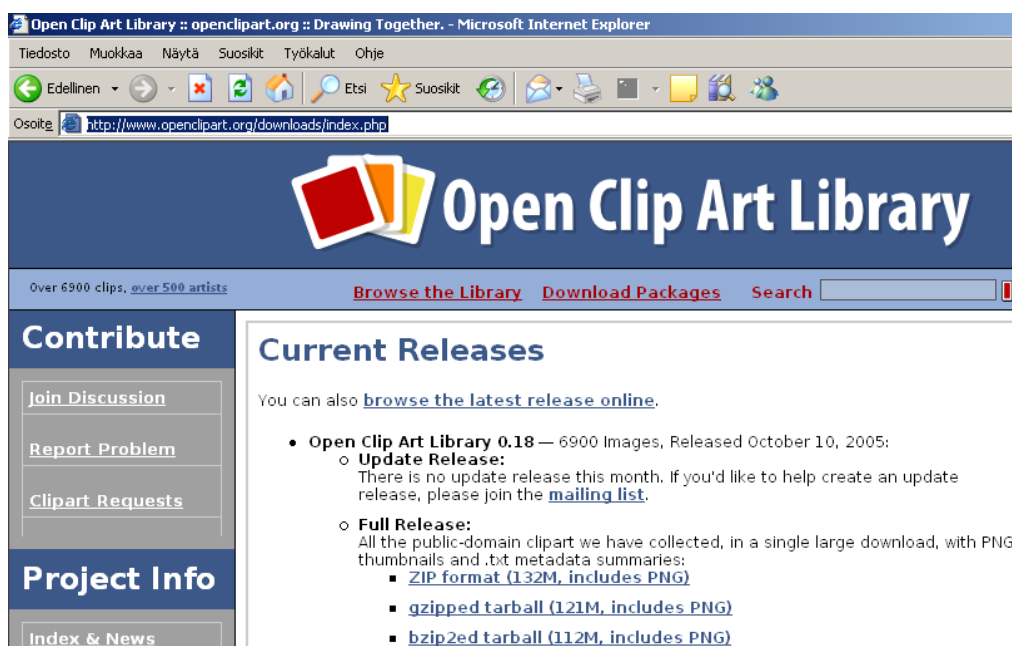 Open Clip Art Library :: openclipart.org :: Drawing Together. - Microsoft Internet Explorer
Tiedosto Muokkaa Näytä Suosikit Työkalut Ohje
Edellinen Etsi Suosikit
Osoite http://www.openclipart.org/downloads/index.php
Open Clip Art Library
Over 6900 clips, over 500 artists
Browse the Library Download Packages Search
Contribute
Join Discussion
Report Problem
Clipart Requests
Project Info
Index & News
Current Releases
You can also browse the latest release online.
• Open Clip Art Library 0.18 — 6900 Images, Released October 10, 2005:
o Update Release:
There is no update release this month. If you'd like to help create an update
release, please join the mailing list.
o Full Release:
All the public-domain clipart we have collected, in a single large download, with PNG
thumbnails and .txt metadata summaries:
▪ ZIP format (132M, includes PNG)
▪ gzipped tarball (121M, includes PNG)
▪ bzip2ed tarball (112M, includes PNG)